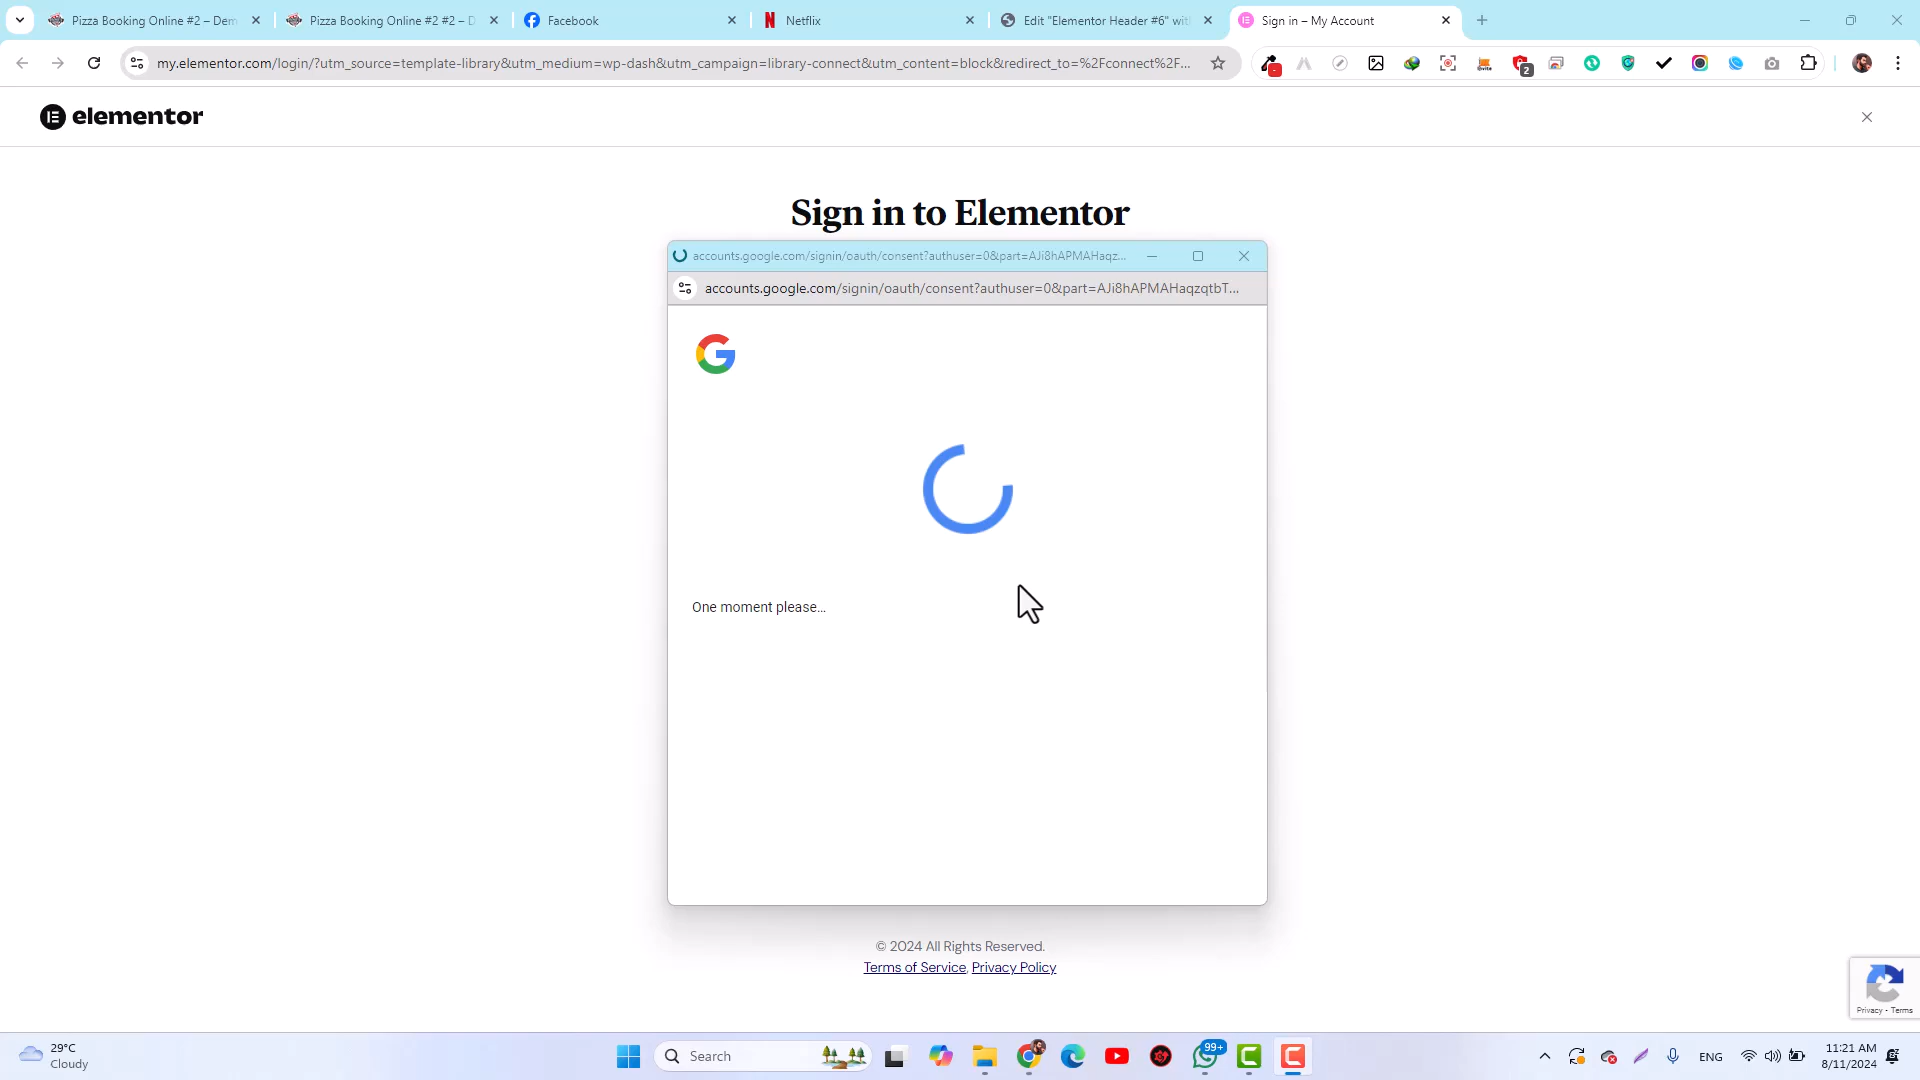 Pizza Booking Online #2 – Dem
Pizza Booking Online #2 #2 – D
Facebook
Netflix
Edit "Elementor Header #6" wit
Sign in – My Account
my.elementor.com/login/?utm_source=template-library&utm_medium=wp-dash&utm_campaign=library-connect&utm_content=block&redirect_to=%2Fconnect%2F...
2
elementor
Sign in to Elementor
accounts.google.com/signin/oauth/consent?authuser=0&part=AJi8hAPMAHaqz...
accounts.google.com/signin/oauth/consent?authuser=0&part=AJi8hAPMAHaqzqtbT...
One moment please...
© 2024 All Rights Reserved.
Terms of Service, Privacy Policy
Privacy - Terms
29°C
Cloudy
Search
99+
ENG
11:21 AM
8/11/2024